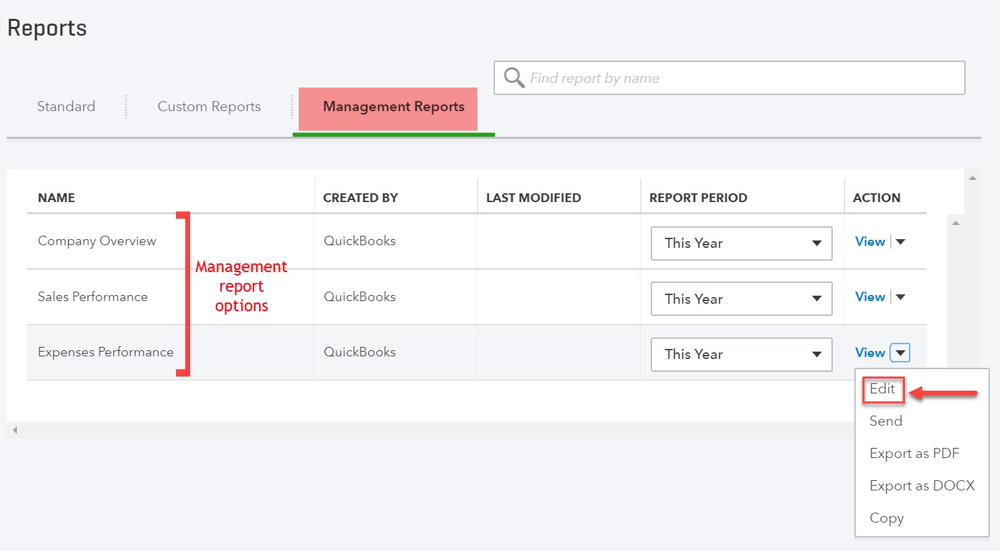 Reports
Find report by name
Standard
Custom Reports
Management Reports
NAME
CREATED BY
LAST MODIFIED
REPORT PERIOD
ACTION
Company Overview
QuickBooks
This Year
View
Management
report
options
Sales Performance
QuickBooks
This Year
View
Expenses Performance
QuickBooks
This Year
View
Edit
Send
Export as PDF
Export as DOCX
Copy